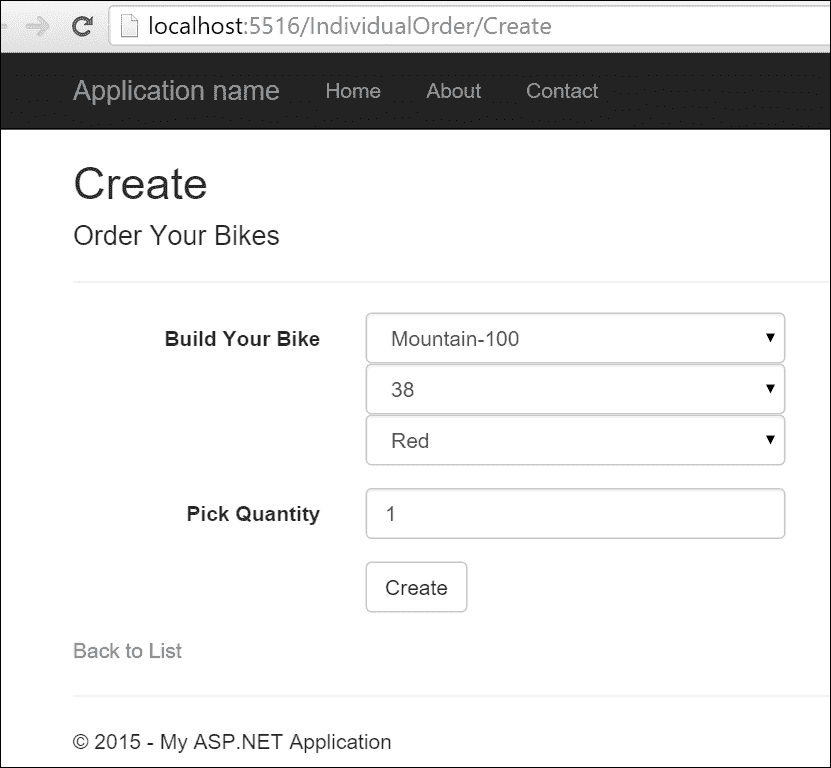 localhost:5516/IndividualOrder/Create
Application name Home About Contact
Create
Order Your Bikes
Build Your Bike Mountain-100
38
Red
Pick Quantity 1
Create
Back to List
© 2015 - My ASP.NET Application